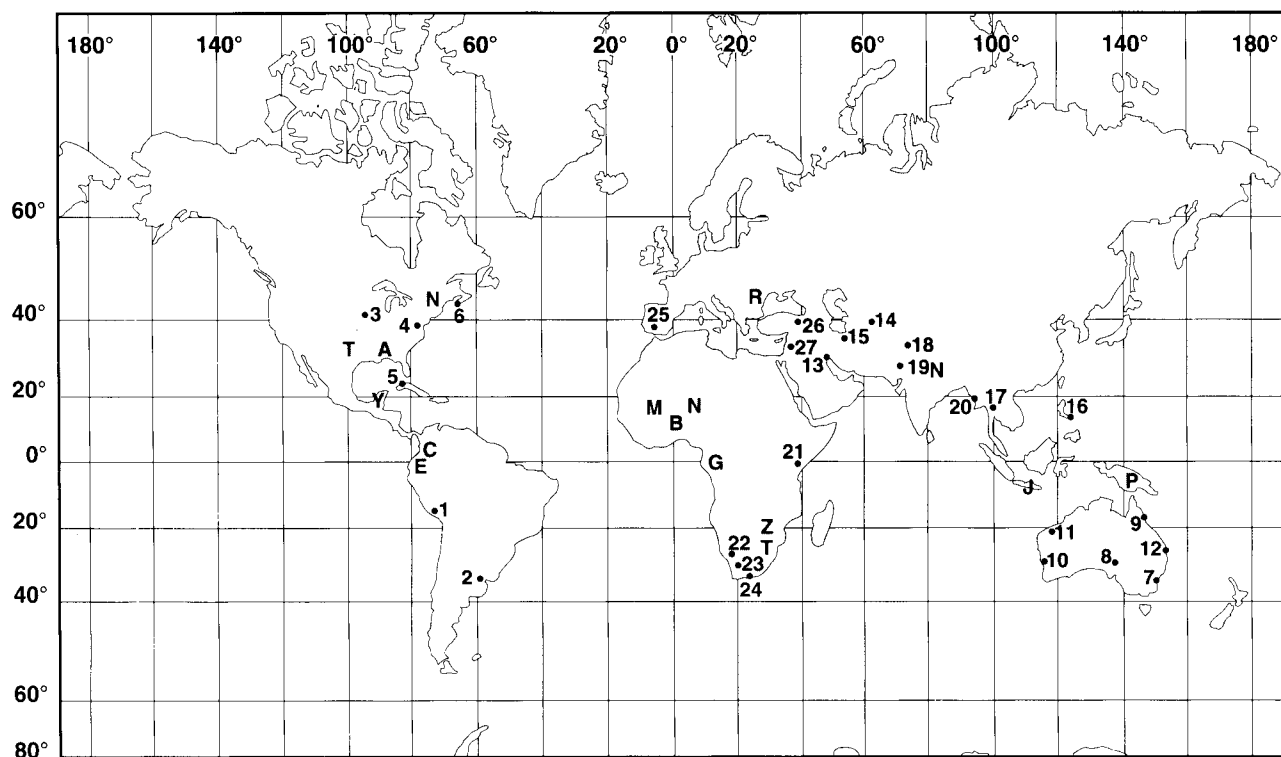 180° 140° 100° 60° 20° 0° 20° 60° 100° 140° 180°
60°
R
N 6
25
40° 3 4 26 14
T A 27 15 18
13 19 N
5
20° Y M N 20 17 16
B
C
0° E G 21
J P
1
20° Z 9
22 T 11
12
23 10 8
2 24 7
40°
60°
80°